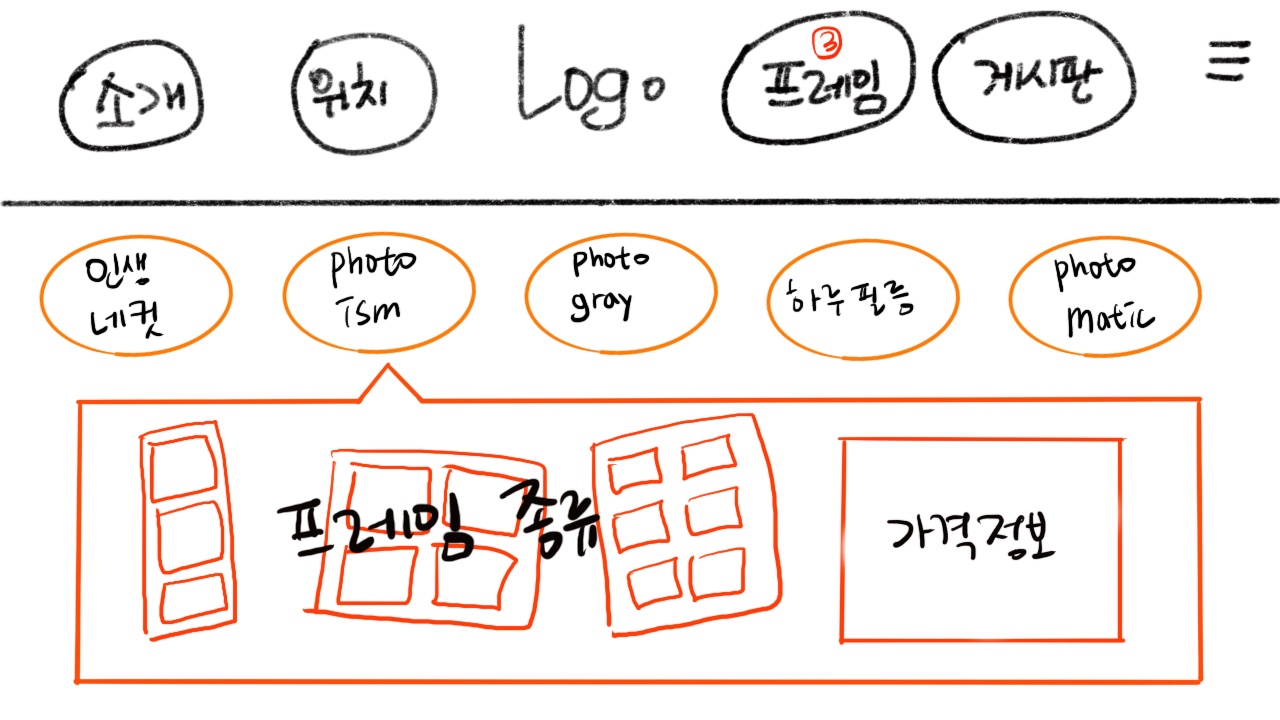 소개
위치
Logo
③
프레임
게시판
인생
네컷
photo
ism
photo
gray
하루필름
photo
matic
프레임 종류
가격정보